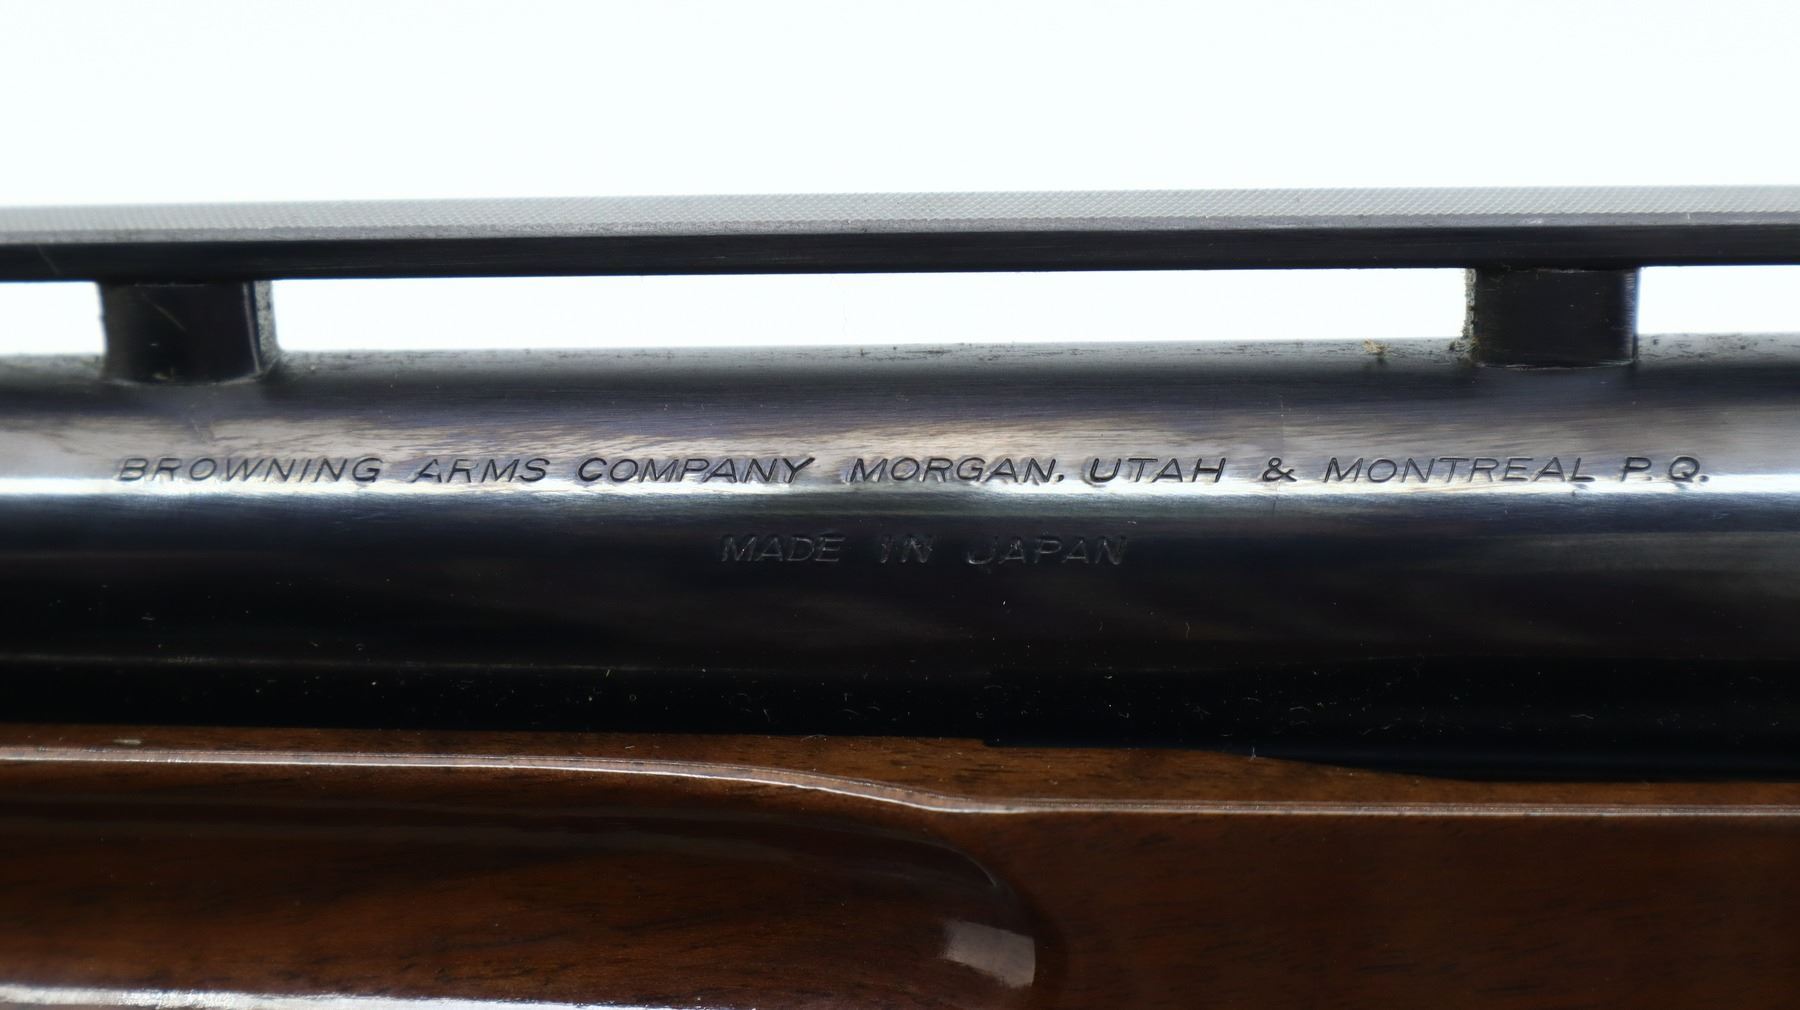 BROWNING ARMS COMPANY MORGAN, UTAH & MONTREAL P.Q.
MADE IN JAPAN